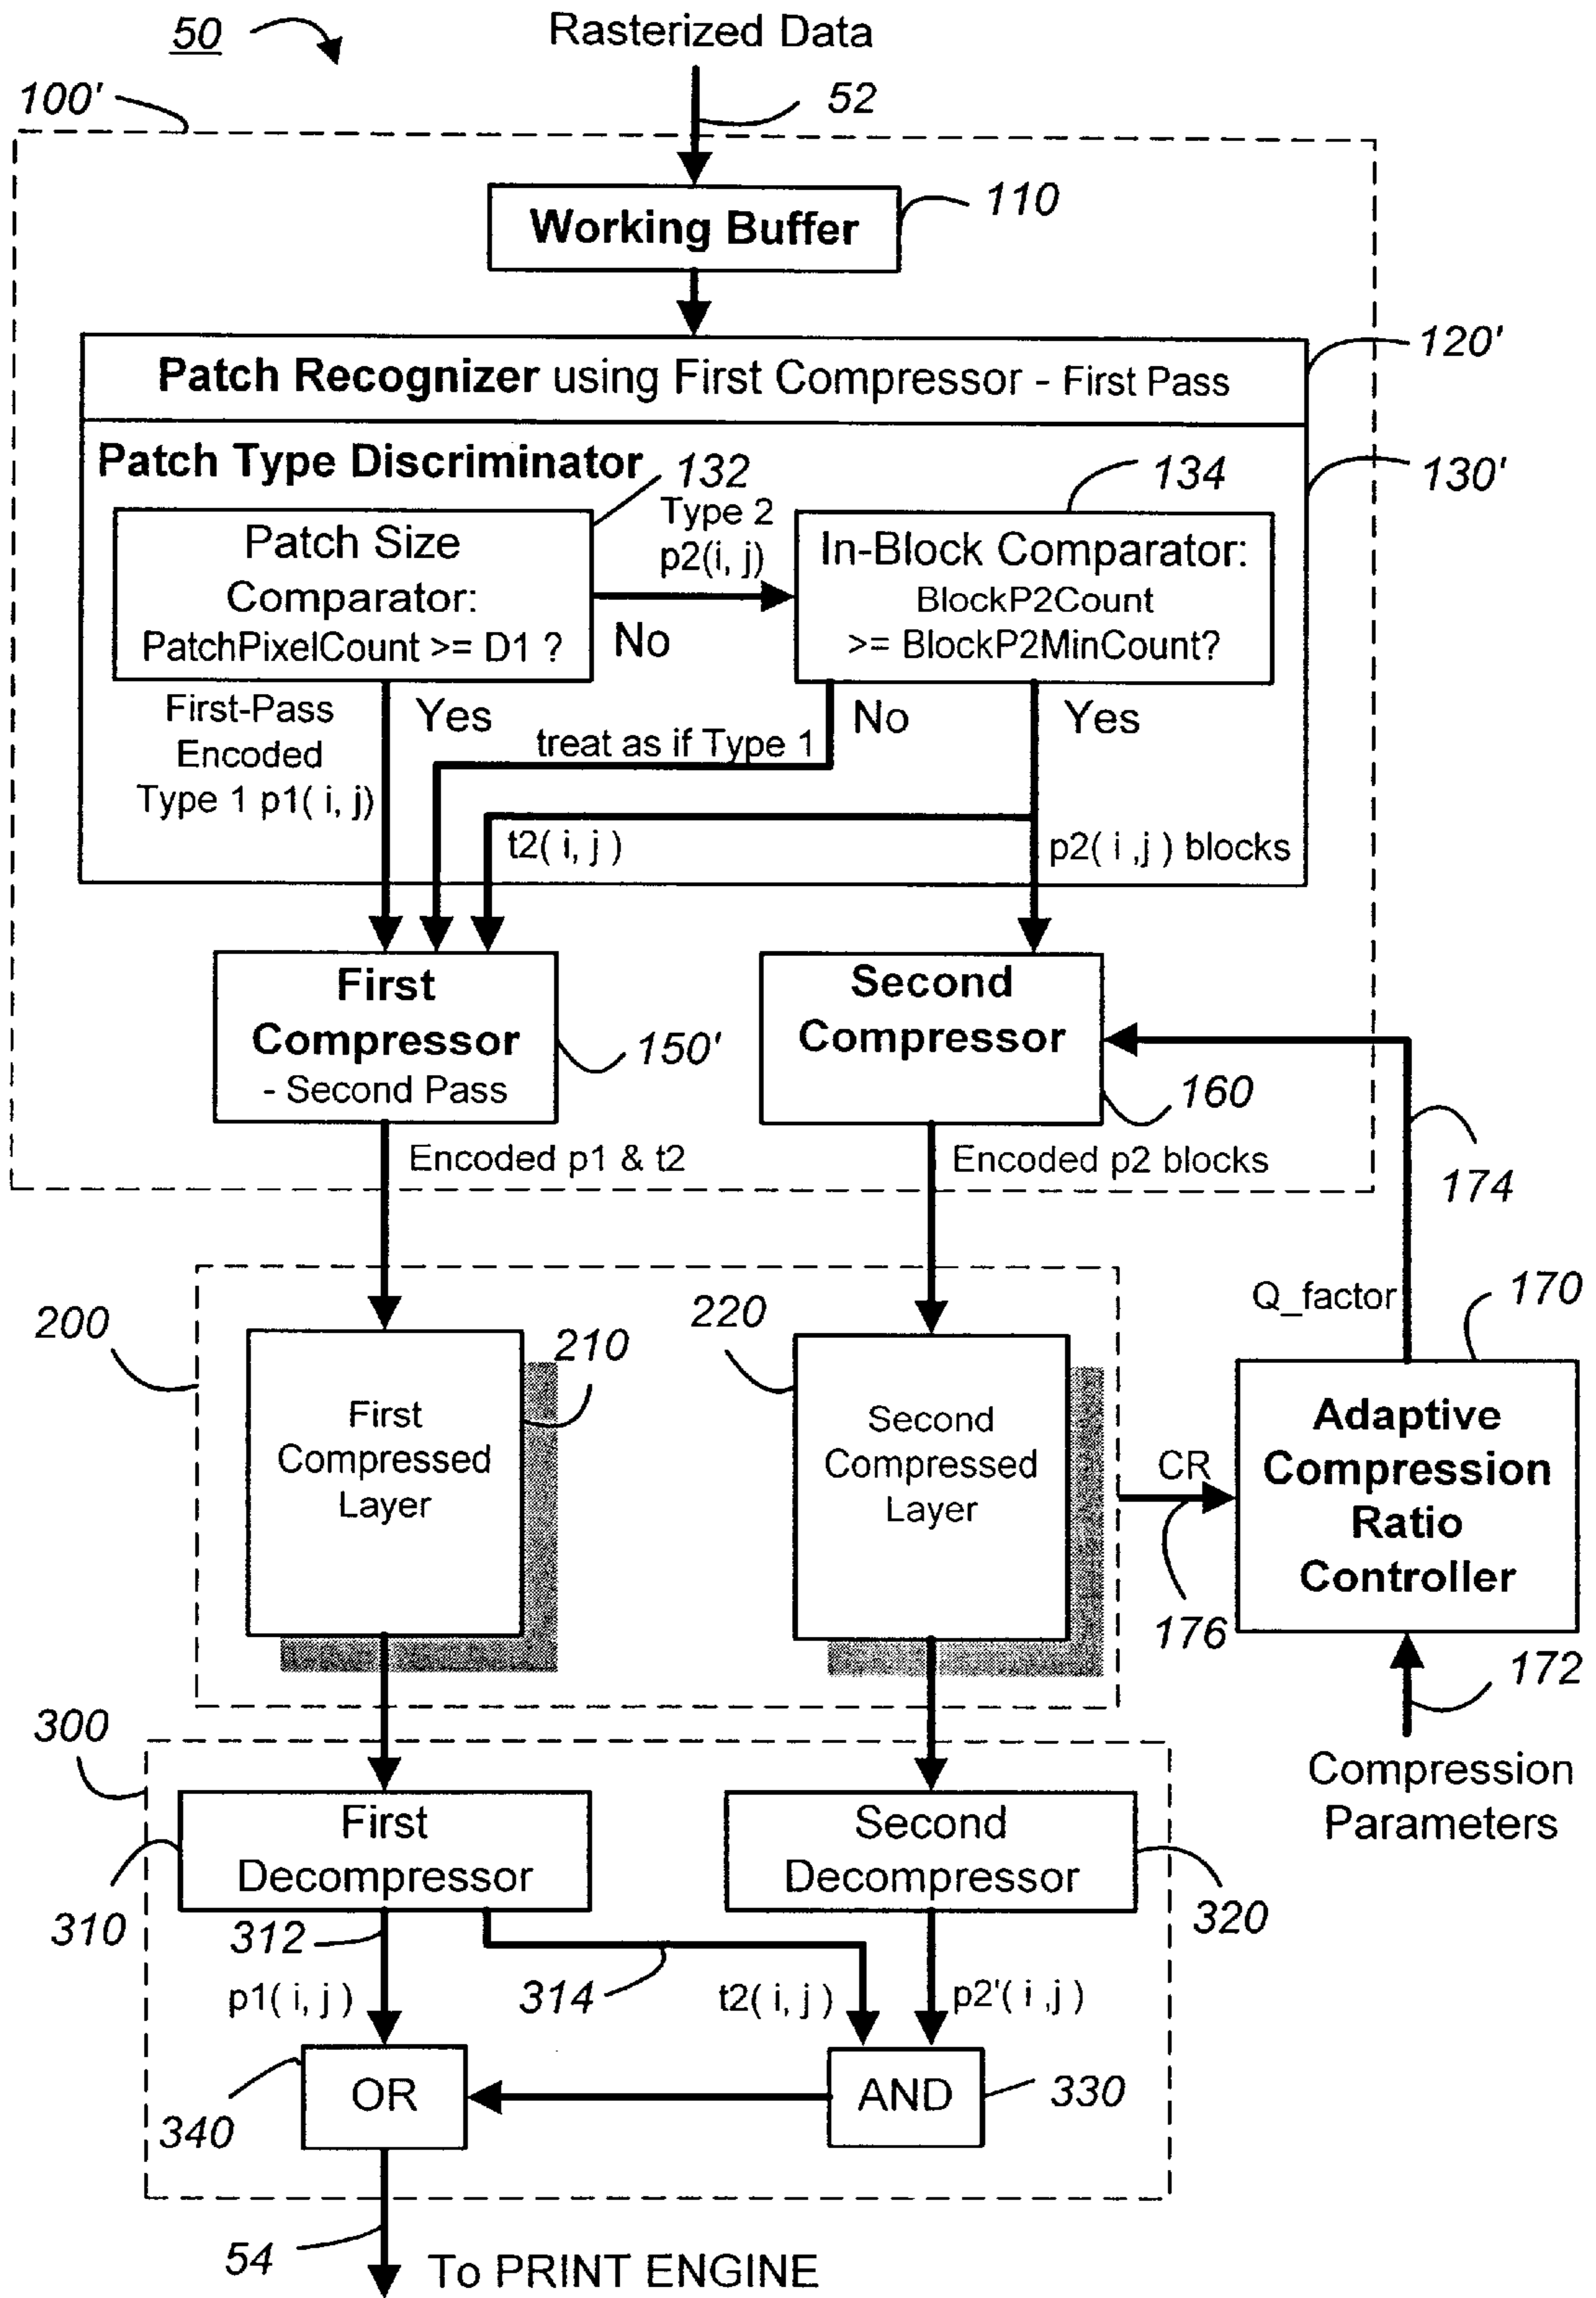 50
Rasterized Data
100'
52
Working Buffer
110
Patch Recognizer using First Compressor - First Pass
120'
Patch Type Discriminator
132
134
130'
Patch Size
Comparator:
PatchPixelCount >= D1 ?
Type 2
p2(i, j)
No
In-Block Comparator:
BlockP2Count
>= BlockP2MinCount?
First-Pass
Encoded
Type 1 p1( i, j)
Yes
treat as if Type 1
No
Yes
t2( i, j )
p2( i ,j ) blocks
First
Compressor
- Second Pass
150'
Second
Compressor
160
Encoded p1 & t2
Encoded p2 blocks
174
200
210
220
Q_factor
170
First
Compressed
Layer
Second
Compressed
Layer
CR
176
Adaptive
Compression
Ratio
Controller
172
Compression
Parameters
300
First
Decompressor
310
Second
Decompressor
320
312
314
p1( i, j )
t2( i, j )
p2'( i ,j )
OR
340
AND
330
54
To PRINT ENGINE